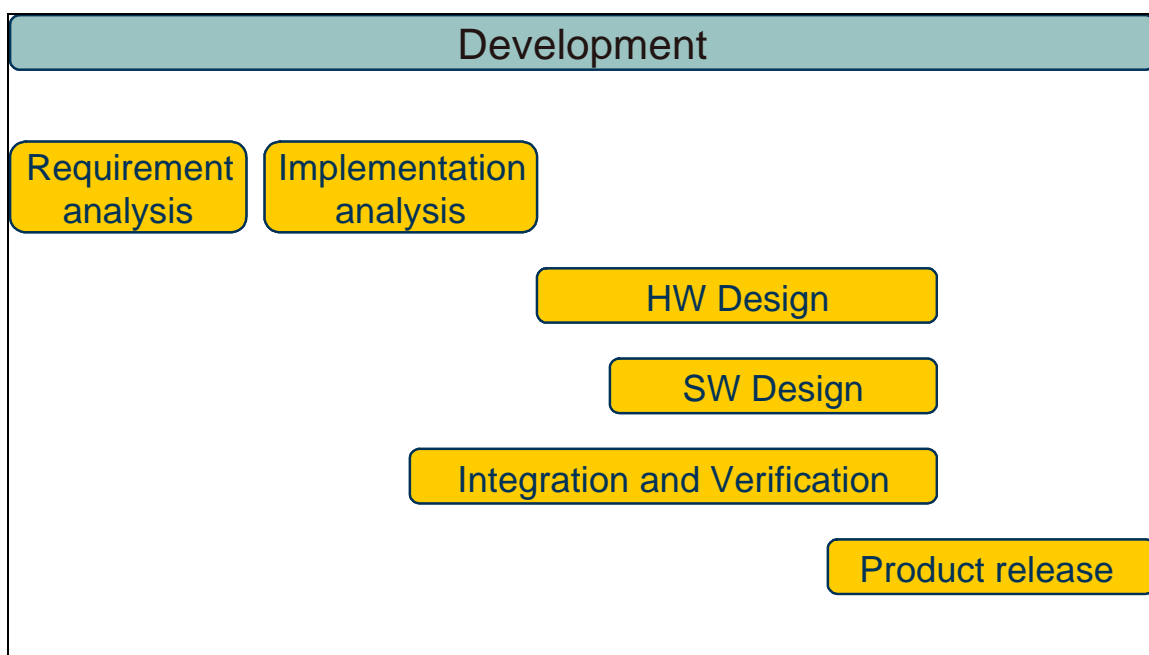 Development
Requirement
analysis
Implementation
analysis
HW Design
SW Design
Integration and Verification
Product release